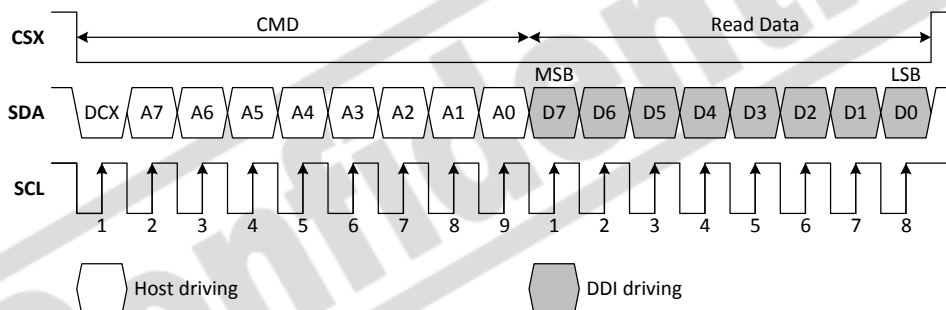 CSX CMD Read Data
MSB LSB
SDA DCX A7 A6 A5 A4 A3 A2 A1 A0 D7 D6 D5 D4 D3 D2 D1 D0
SCL
1 2 3 4 5 6 7 8 9 1 2 3 4 5 6 7 8
Host driving DDI driving
Confidential